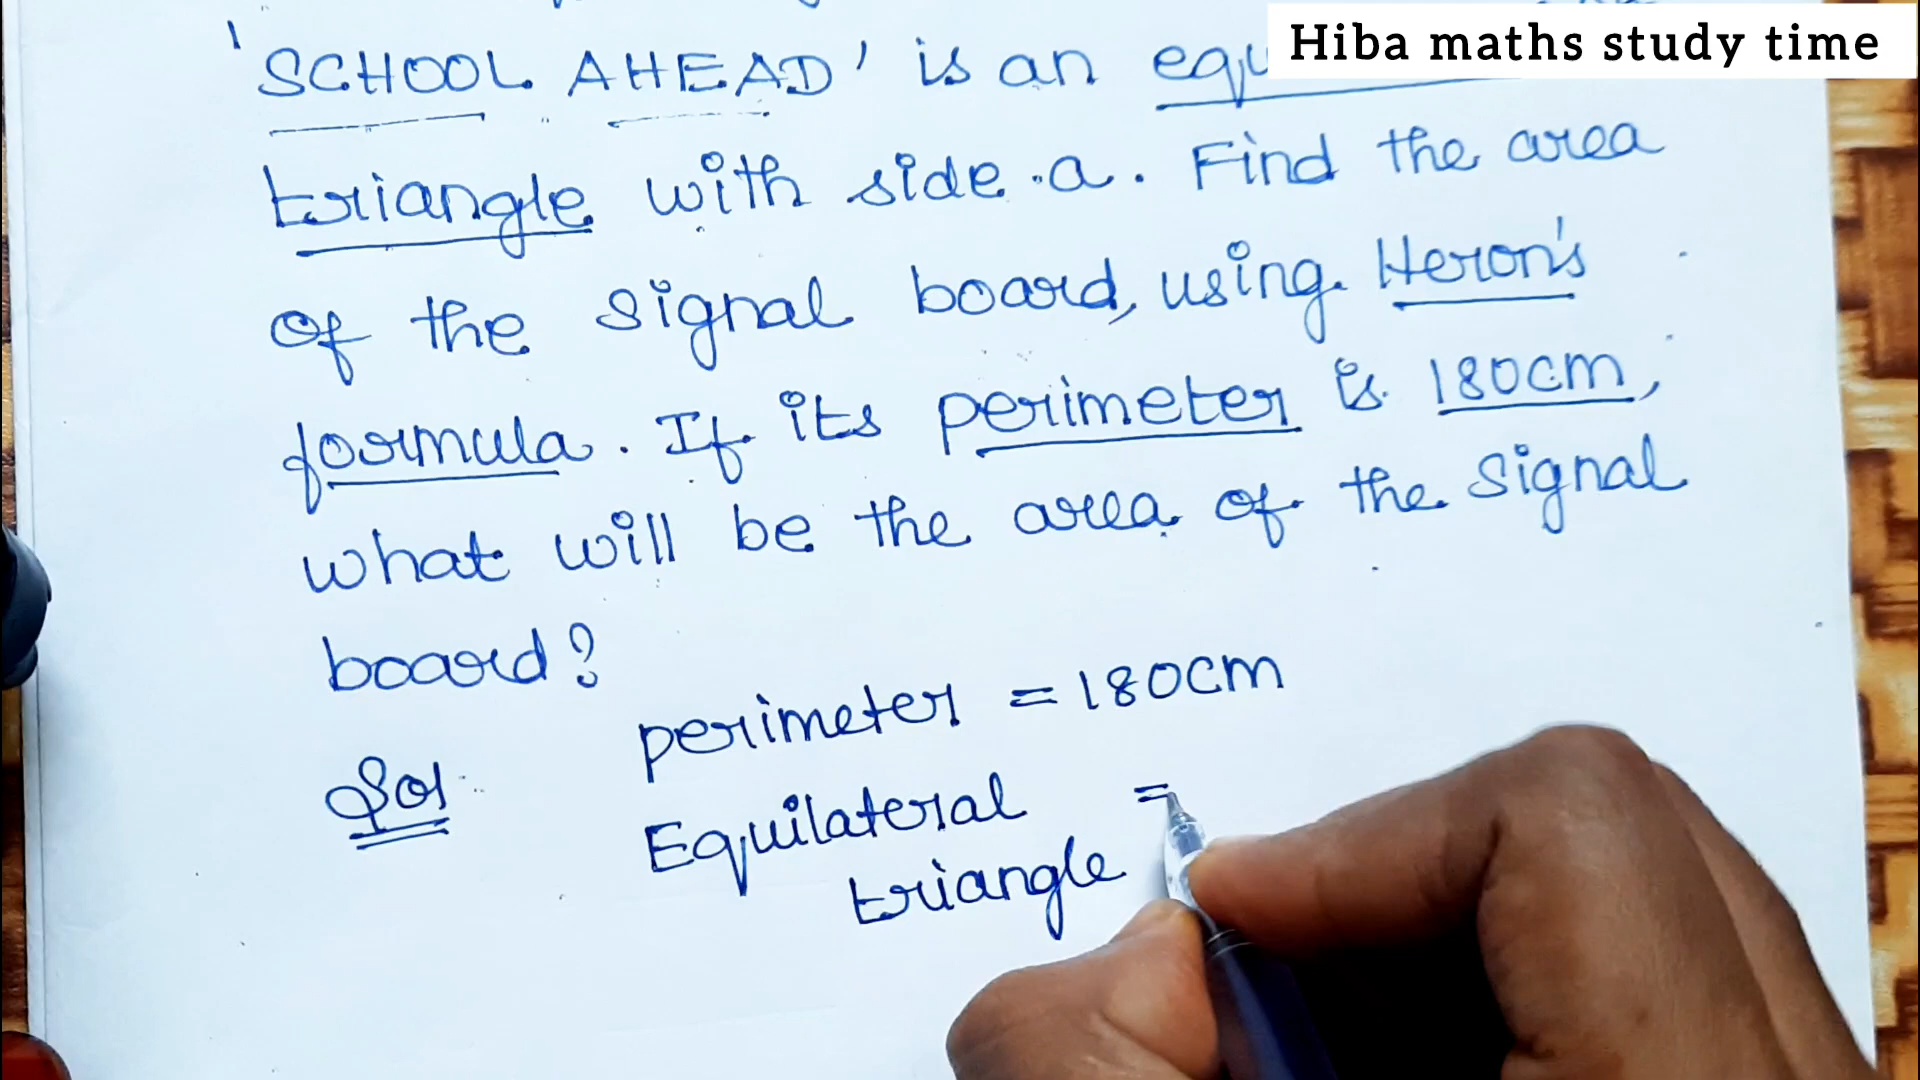 Hiba maths study time
'SCHOOL AHEAD' is an
triangle with side a. Find the area
of the signal board, using Heron's
formula. If its perimeter is 180cm,
what will be the area of the signal
board?
perimeter = 180cm
Sol
Equilateral =
triangle